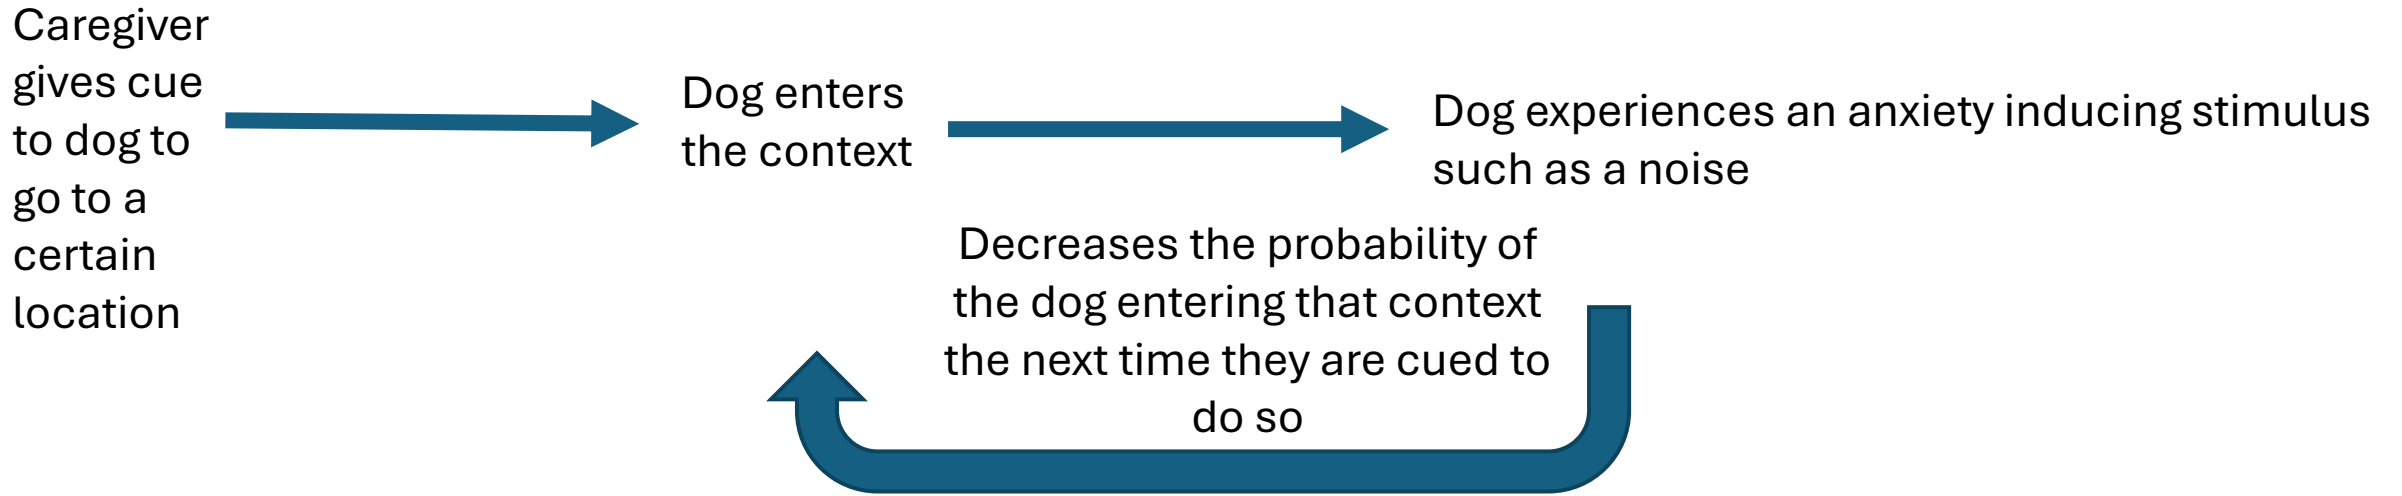 Caregiver
gives cue
to dog to
go to a
certain
location
Dog enters
the context
Dog experiences an anxiety inducing stimulus
such as a noise
Decreases the probability of
the dog entering that context
the next time they are cued to
do so